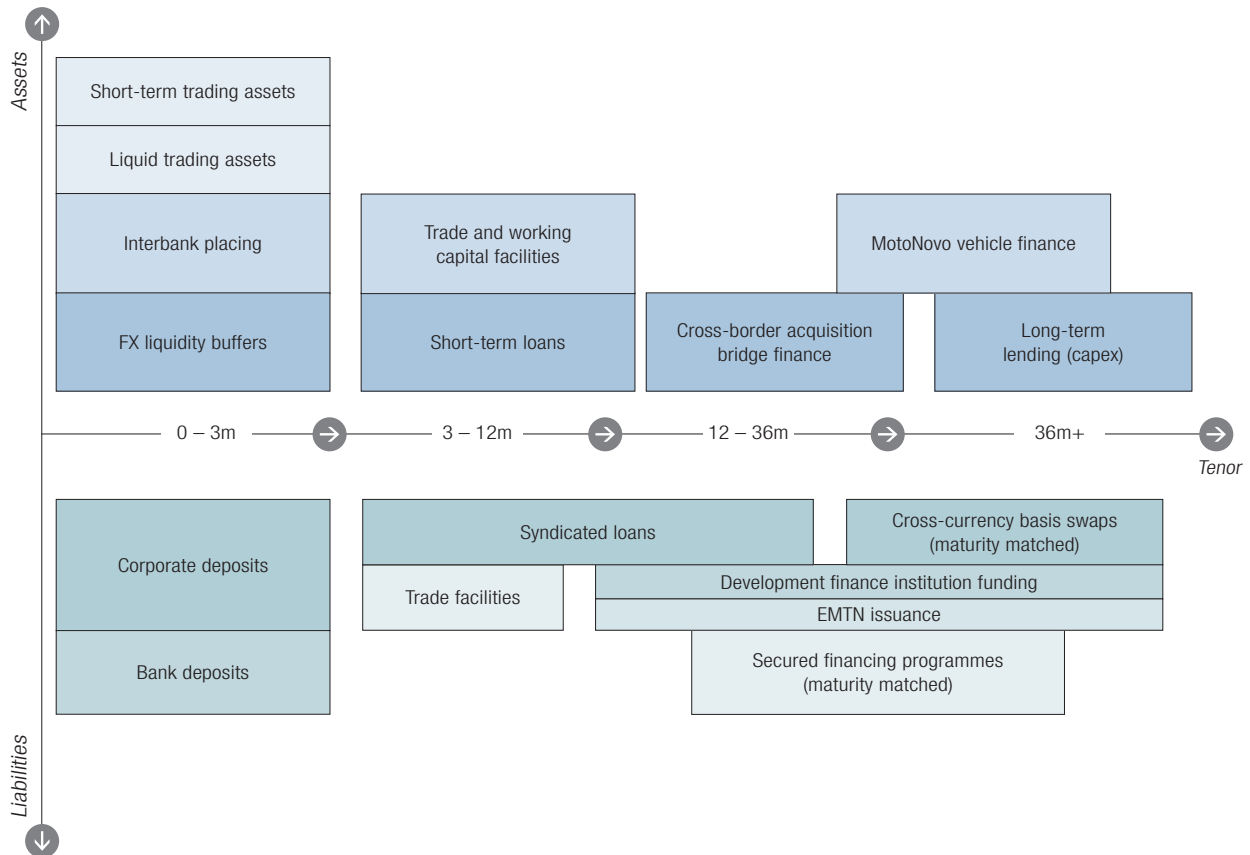 Assets
Short-term trading assets
Liquid trading assets
Interbank placing
Trade and working
capital facilities
MotoNovo vehicle finance
FX liquidity buffers
Short-term loans
Cross-border acquisition
bridge finance
Long-term
lending (capex)
0 – 3m
3 – 12m
12 – 36m
36m+
Tenor
Corporate deposits
Syndicated loans
Cross-currency basis swaps
(maturity matched)
Trade facilities
Development finance institution funding
EMTN issuance
Bank deposits
Secured financing programmes
(maturity matched)
Liabilities